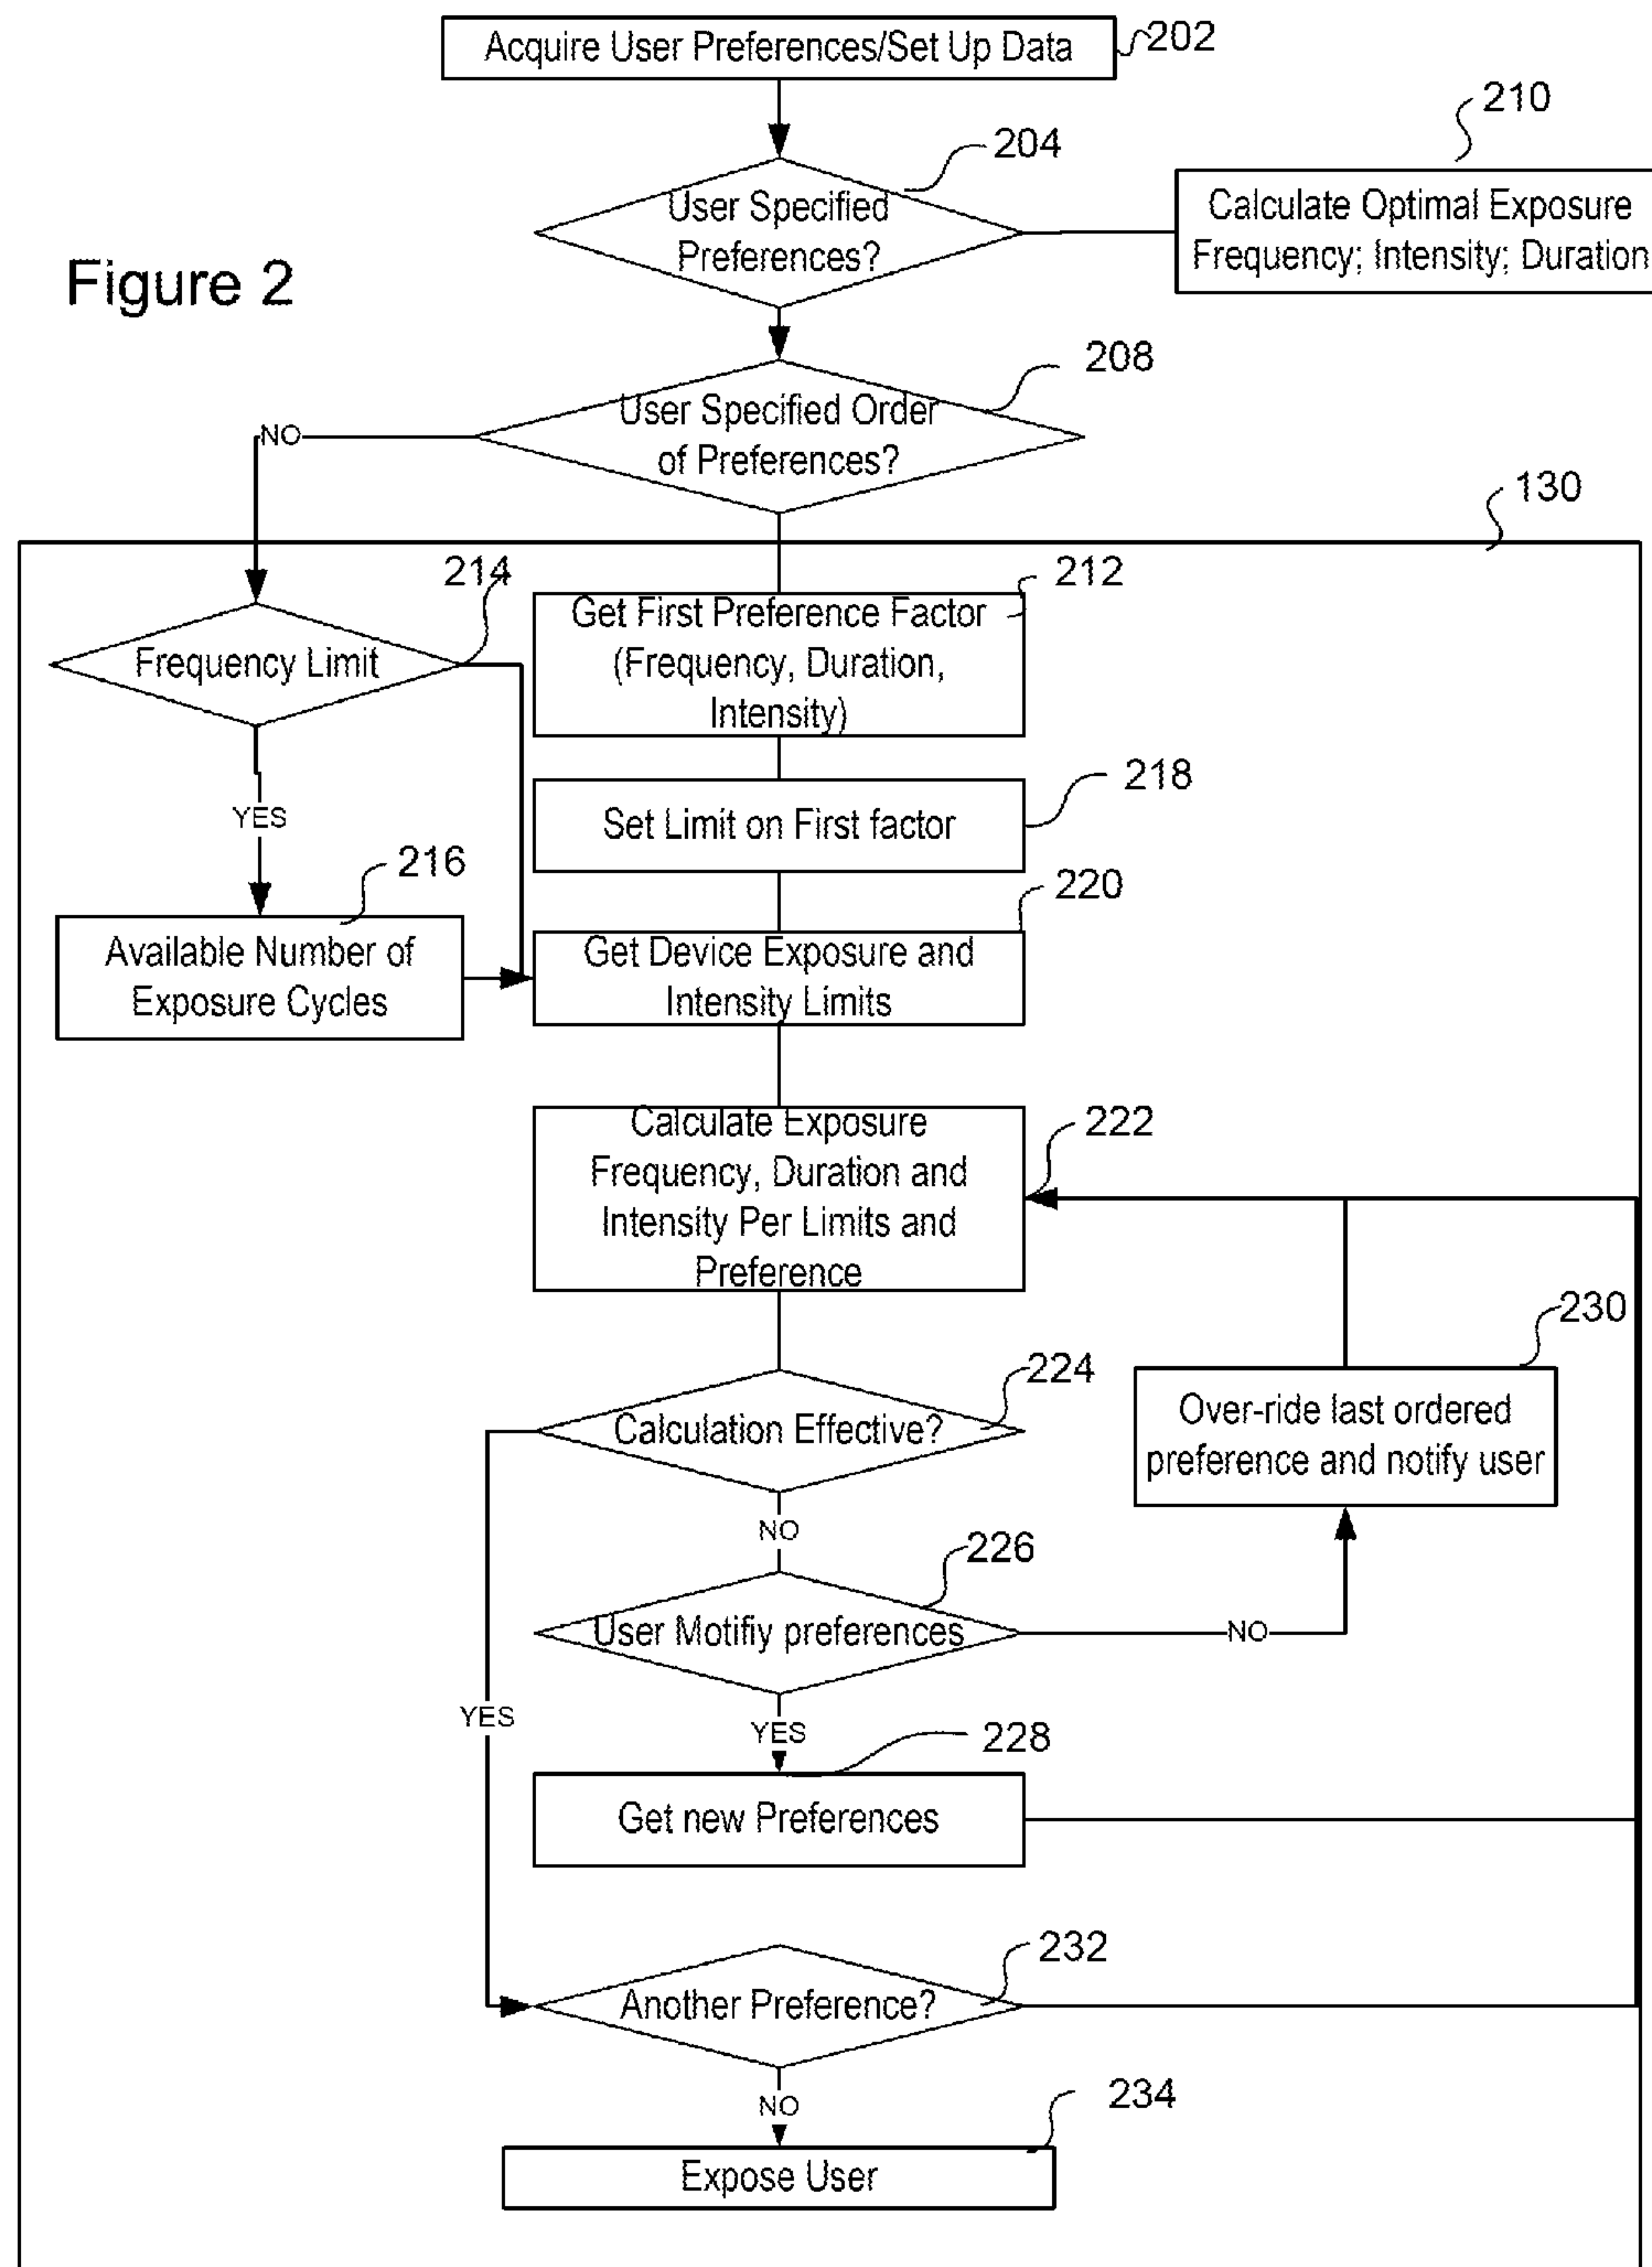 Acquire User Preferences/Set Up Data
202
210
204
User Specified
Preferences?
Calculate Optimal Exposure
Frequency; Intensity; Duration
Figure 2
208
User Specified Order
of Preferences?
NO
130
214
212
Get First Preference Factor
(Frequency, Duration,
Intensity)
Frequency Limit
218
Set Limit on First factor
YES
216
220
Available Number of
Exposure Cycles
Get Device Exposure and
Intensity Limits
222
Calculate Exposure
Frequency, Duration and
Intensity Per Limits and
Preference
230
224
Calculation Effective?
Over-ride last ordered
preference and notify user
NO
226
User Motifiy preferences
NO
YES
YES
228
Get new Preferences
232
Another Preference?
NO
234
Expose User